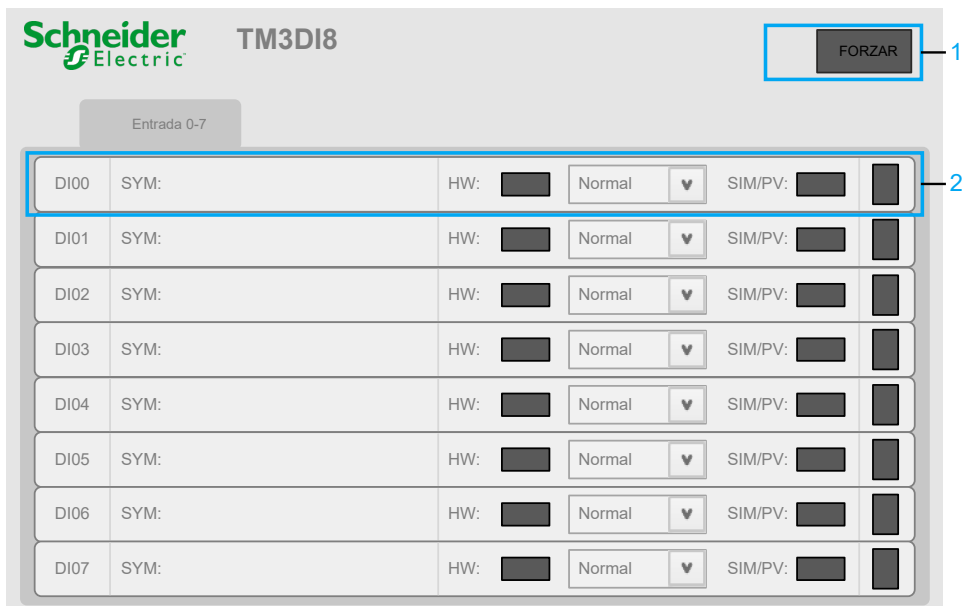 Schneider
Electric
TM3DI8
FORZAR
1
Entrada 0-7
DI00 SYM: HW: Normal SIM/PV:
2
DI01 SYM: HW: Normal SIM/PV:
DI02 SYM: HW: Normal SIM/PV:
DI03 SYM: HW: Normal SIM/PV:
DI04 SYM: HW: Normal SIM/PV:
DI05 SYM: HW: Normal SIM/PV:
DI06 SYM: HW: Normal SIM/PV:
DI07 SYM: HW: Normal SIM/PV: